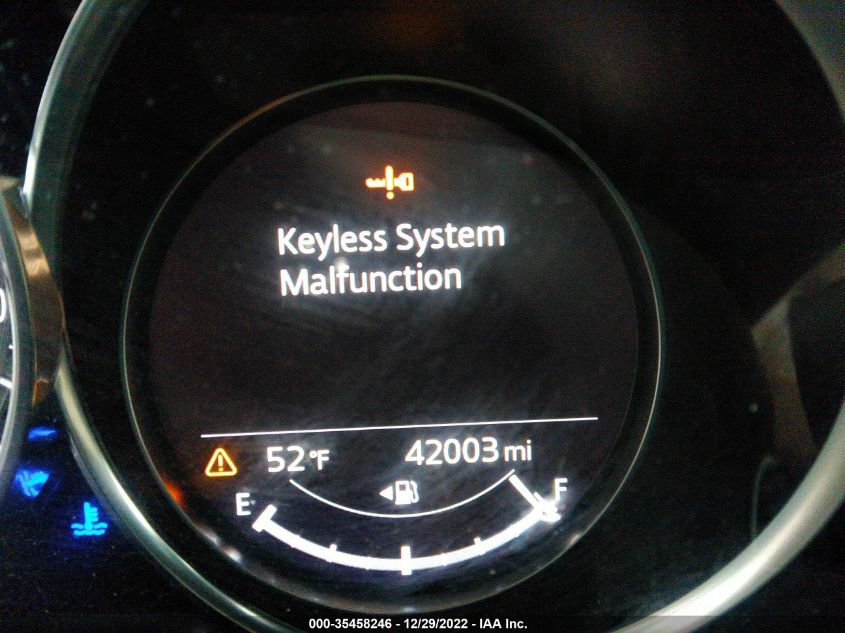 Keyless System
Malfunction
52°F 42003 mi
E F
000-35458246 - 12/29/2022 - IAA Inc.